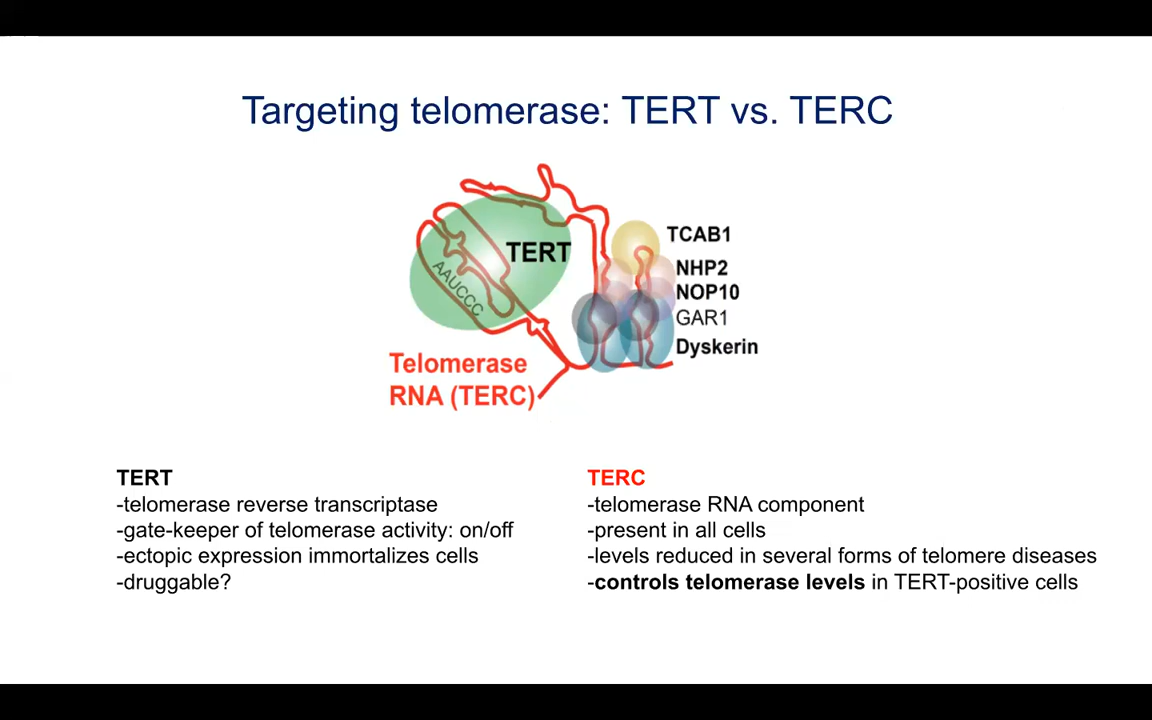 Targeting telomerase: TERT vs. TERC
TERT
AAUCCC
TCAB1
NHP2
NOP10
GAR1
Dyskerin
Telomerase
RNA (TERC)
TERT
-telomerase reverse transcriptase
-gate-keeper of telomerase activity: on/off
-ectopic expression immortalizes cells
-druggable?
TERC
-telomerase RNA component
-present in all cells
-levels reduced in several forms of telomere diseases
-controls telomerase levels in TERT-positive cells